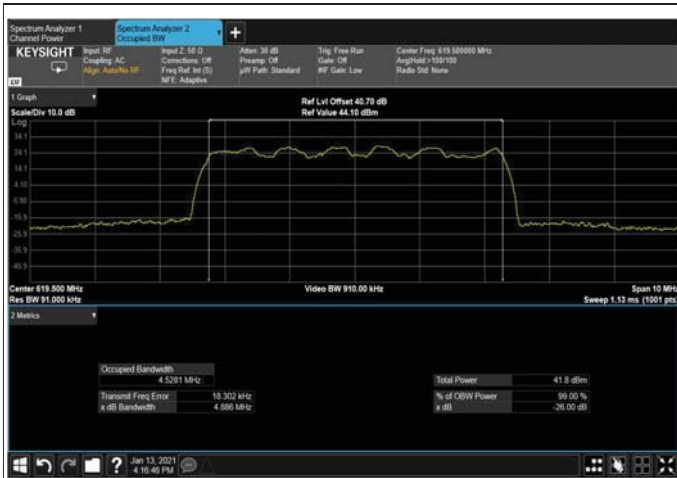 Spectrum Analyzer 1
Channel Power
Spectrum Analyzer 2
Occupied BW
KEYSIGHT
Input: RF
Coupling: AC
Align: Auto/No RF
Input Z: 50 Ω
Corrections: Off
Freq Ref: Int (S)
NFE: Adaptive
Atten: 30 dB
Preamp: Off
µW Path: Standard
Trig: Free Run
Gate: Off
#IF Gain: Low
Center Freq: 619.500000 MHz
Avg|Hold:>100/100
Radio Std: None
1 Graph
Scale/Div 10.0 dB
Ref Lvl Offset 40.70 dB
Ref Value 44.10 dBm
Log
34.1
24.1
14.1
4.10
-5.90
-15.9
-25.9
-35.9
-45.9
Center 619.500 MHz
Res BW 91.000 kHz
Video BW 910.00 kHz
Span 10 MHz
Sweep 1.13 ms (1001 pts)
2 Metrics
Occupied Bandwidth
4.5281 MHz
Transmit Freq Error 18.302 kHz
x dB Bandwidth 4.886 MHz
Total Power 41.8 dBm
% of OBW Power 99.00 %
x dB -26.00 dB
Jan 13, 2021
4:16:46 PM